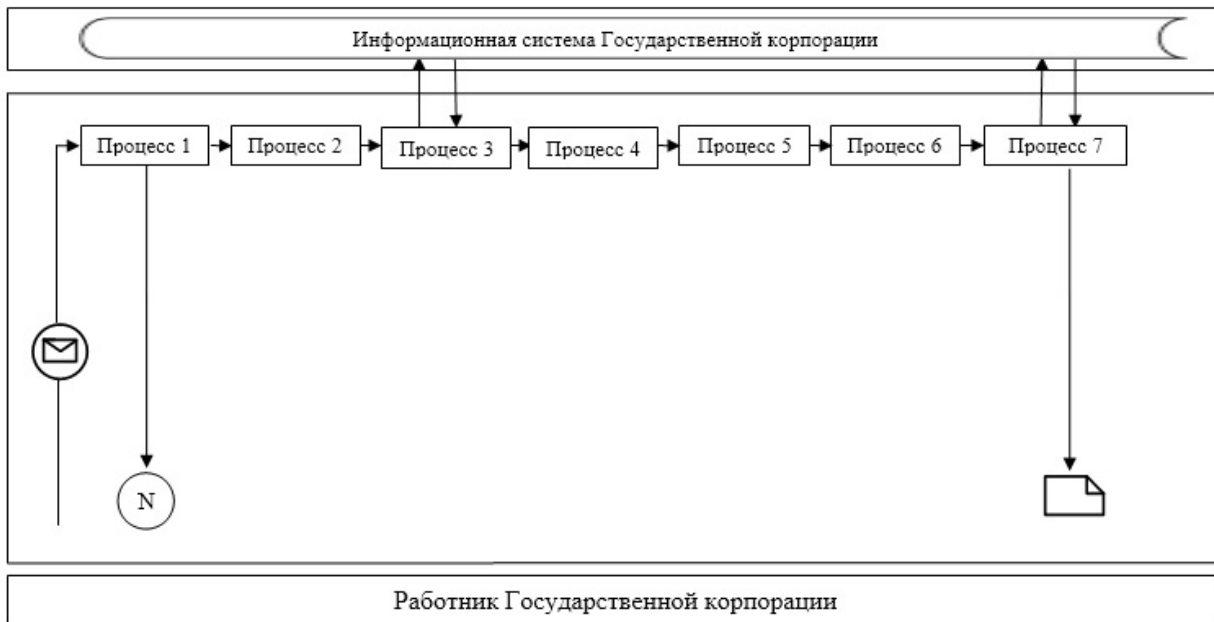 Информационная система Государственной корпорации
Процесс 1
Процесс 2
Процесс 3
Процесс 4
Процесс 5
Процесс 6
Процесс 7
N
Работник Государственной корпорации